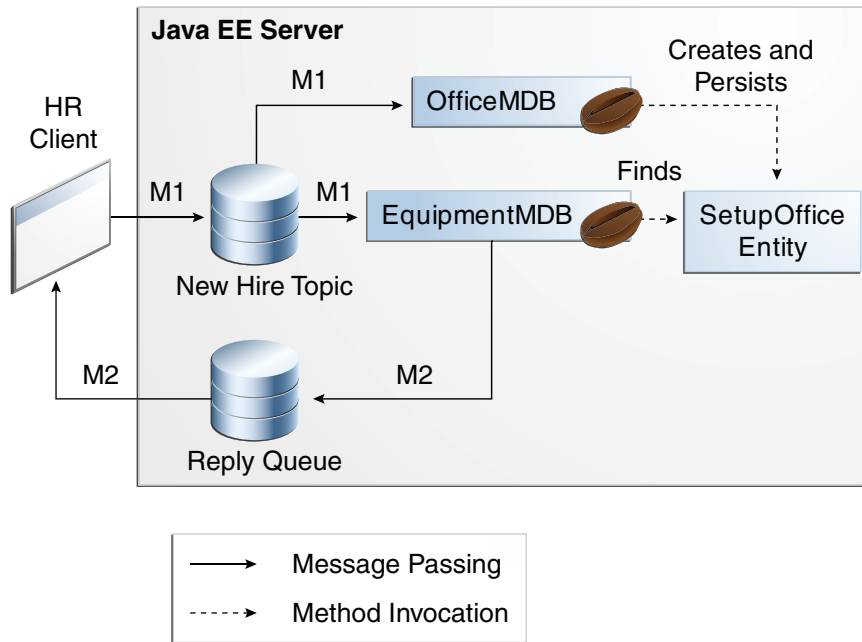 Java EE Server
Creates and
Persists
M1
OfficeMDB
HR
Client
Finds
M1
M1
EquipmentMDB
SetupOffice
Entity
New Hire Topic
M2
M2
Reply Queue
Message Passing
Method Invocation